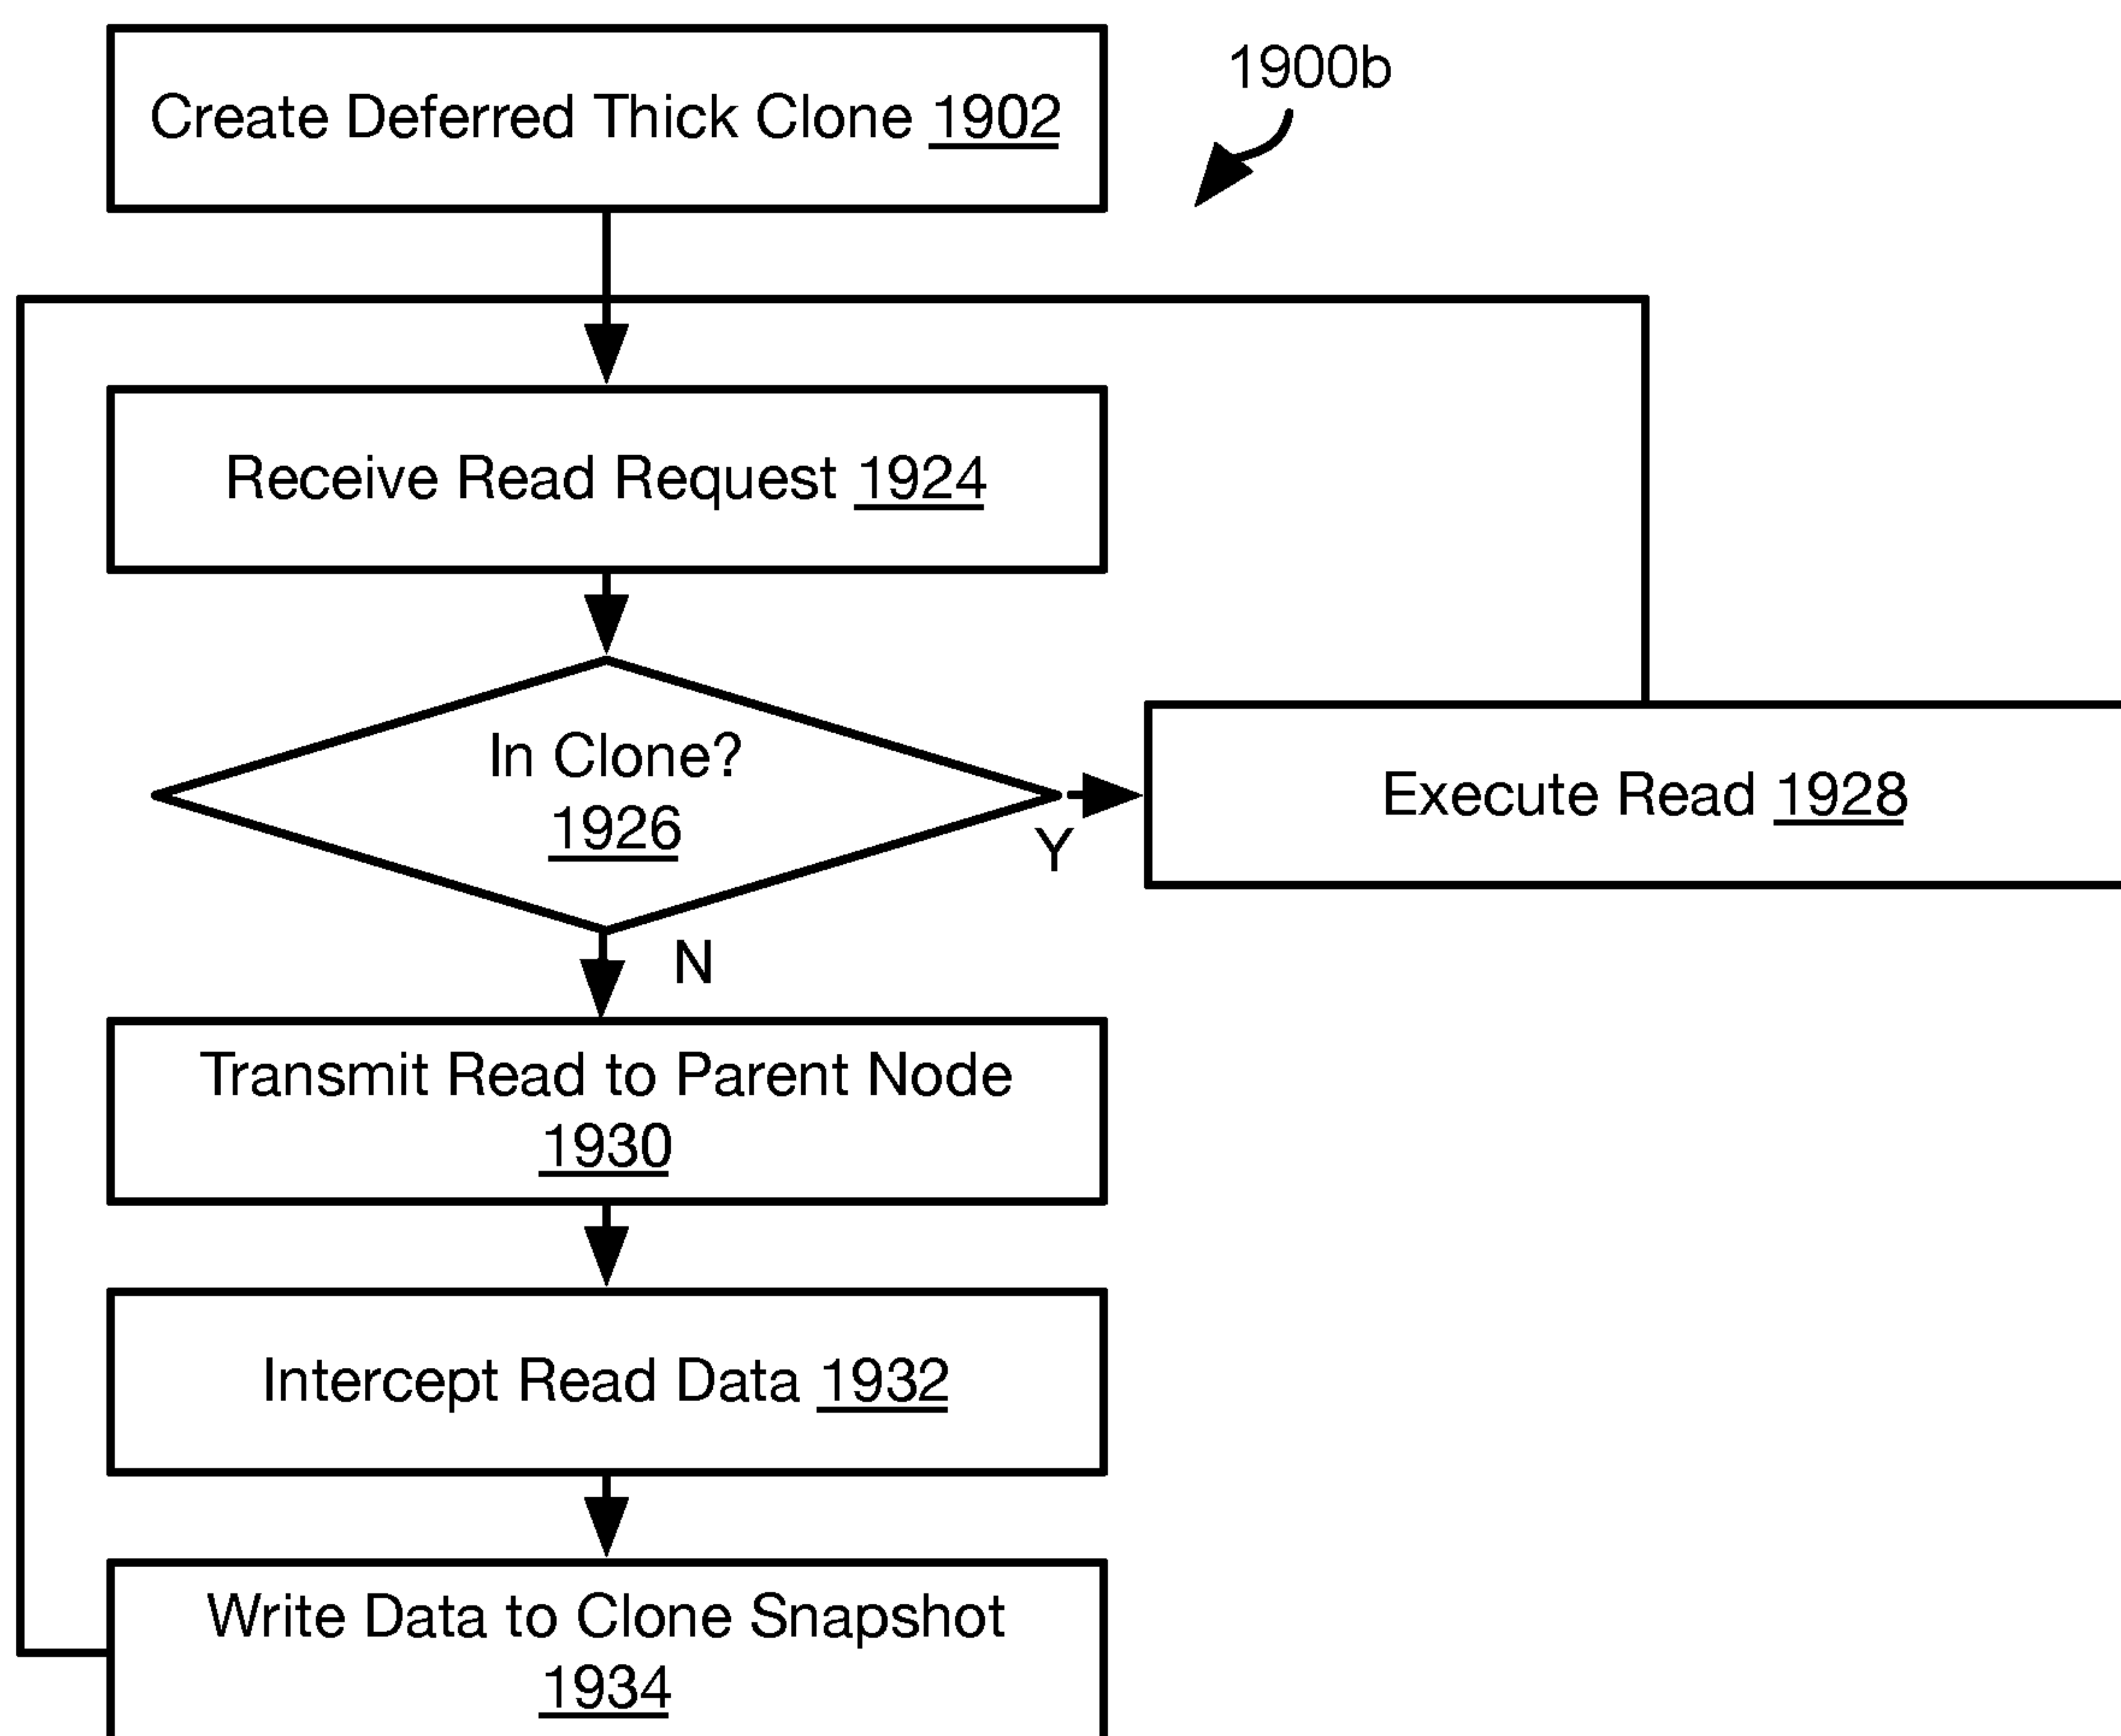 Create Deferred Thick Clone 1902
1900b
Receive Read Request 1924
In Clone?
1926
Y
Execute Read 1928
N
Transmit Read to Parent Node
1930
Intercept Read Data 1932
Write Data to Clone Snapshot
1934